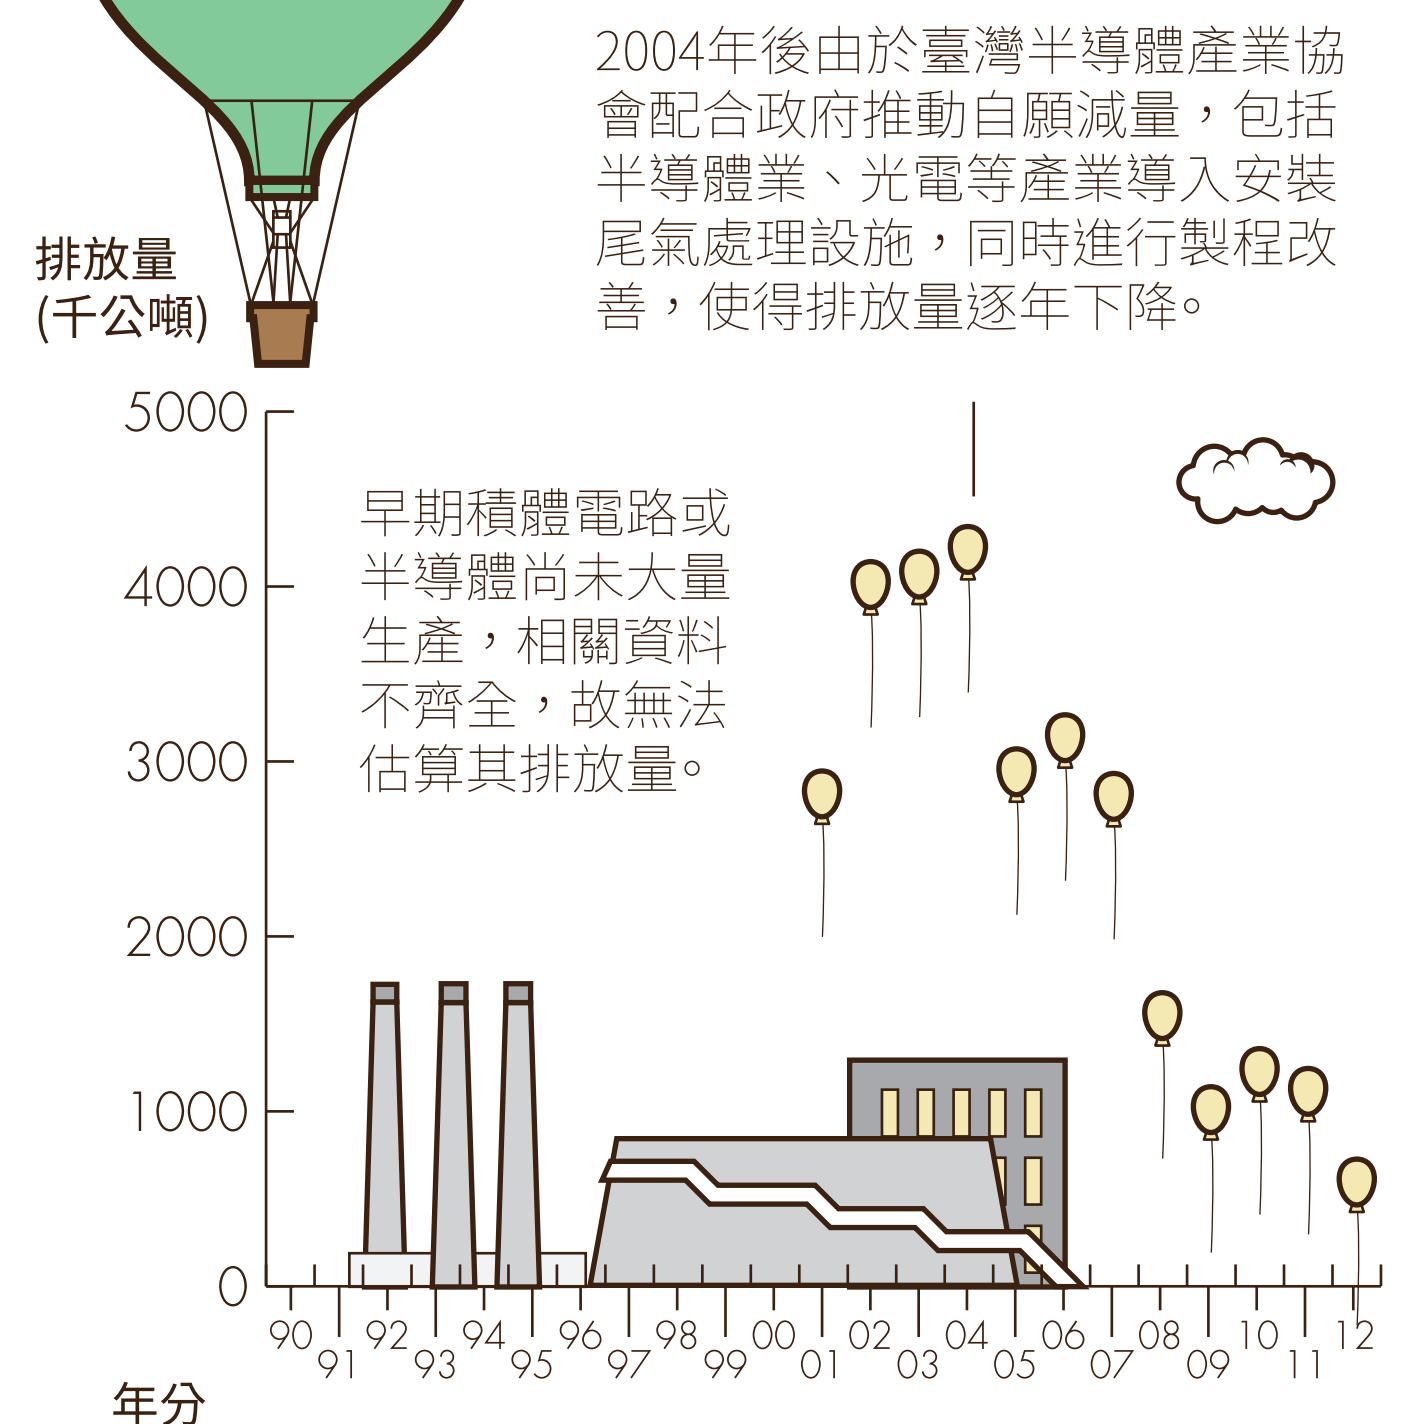 2004年後由於臺灣半導體產業協
會配合政府推動自願減量，包括
半導體業、光電等產業導入安裝
尾氣處理設施，同時進行製程改
善，使得排放量逐年下降。
排放量
(千公噸)
5000
早期積體電路或
半導體尚未大量
生產，相關資料
不齊全，故無法
估算其排放量。
4000
3000
2000
1000
0
90 92 94 96 98 00 02 04 06 08 10 12
91 93 95 97 99 01 03 05 07 09 11
年分